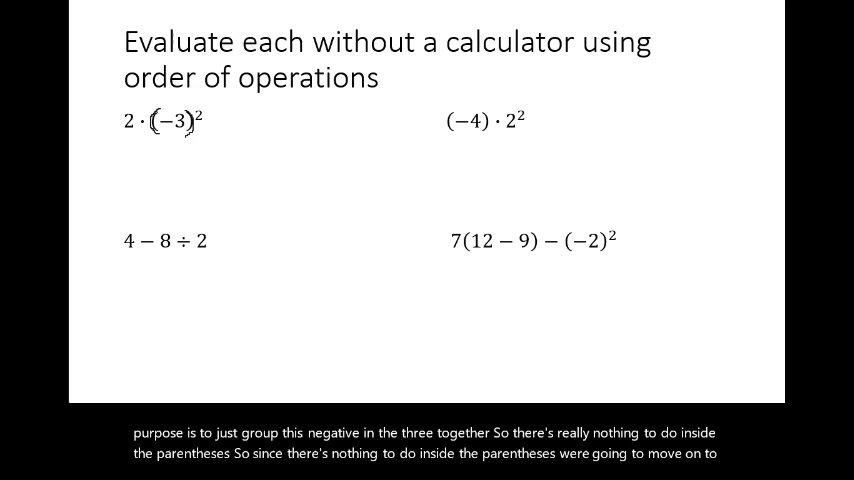 Evaluate each without a calculator using
order of operations
2 · (−3)²
(−4) · 2²
4 − 8 ÷ 2
7(12 − 9) − (−2)²
purpose is to just group this negative in the three together So there's really nothing to do inside
the parentheses So since there's nothing to do inside the parentheses were going to move on to